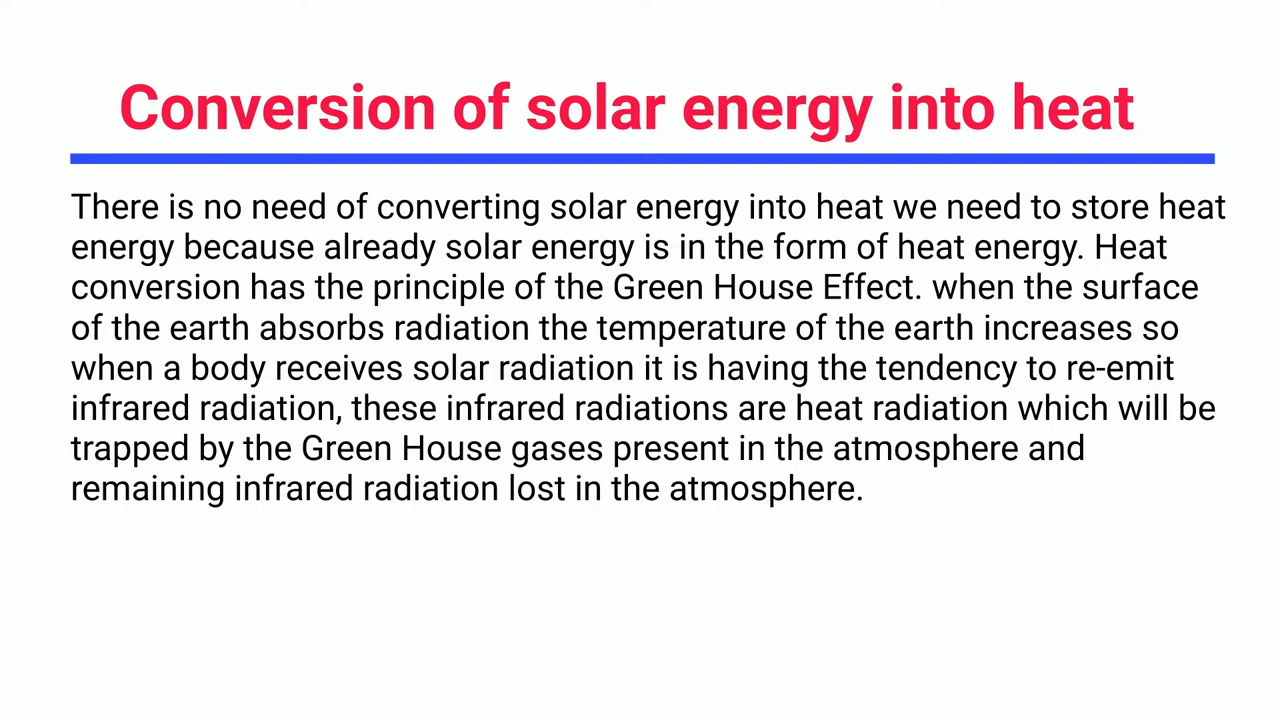 Conversion of solar energy into heat
There is no need of converting solar energy into heat we need to store heat
energy because already solar energy is in the form of heat energy. Heat
conversion has the principle of the Green House Effect. when the surface
of the earth absorbs radiation the temperature of the earth increases so
when a body receives solar radiation it is having the tendency to re-emit
infrared radiation, these infrared radiations are heat radiation which will be
trapped by the Green House gases present in the atmosphere and
remaining infrared radiation lost in the atmosphere.